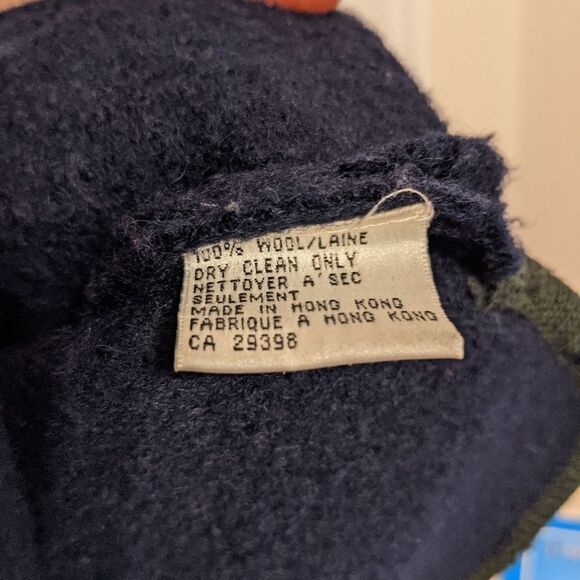 100% WOOL/LAINE
DRY CLEAN ONLY
NETTOYER A'SEC
SEULEMENT
MADE IN HONG KONG
FABRIQUE A HONG KONG
CA 29398